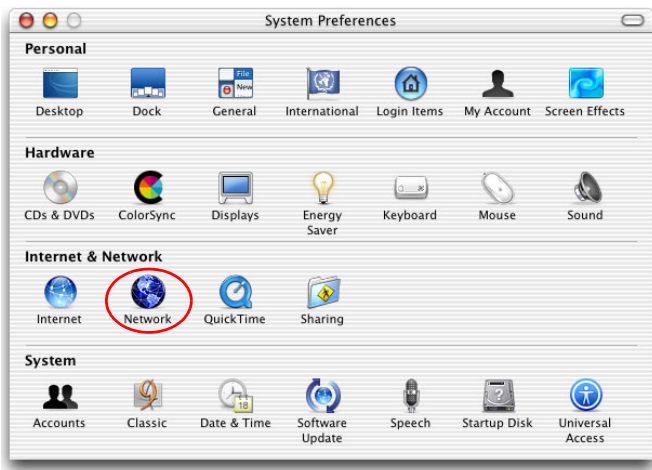 System Preferences
Personal
File
New
Desktop
Dock
General
International
Login Items
My Account
Screen Effects
Hardware
CDs & DVDs
ColorSync
Displays
Energy
Saver
Keyboard
Mouse
Sound
Internet & Network
Internet
Network
QuickTime
Sharing
System
18
?
Accounts
Classic
Date & Time
Software
Update
Speech
Startup Disk
Universal
Access